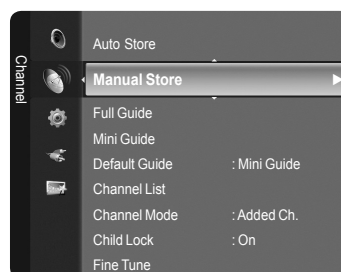 Channel
Auto Store
Manual Store
Full Guide
Mini Guide
Default Guide : Mini Guide
Channel List
Channel Mode : Added Ch.
Child Lock : On
Fine Tune